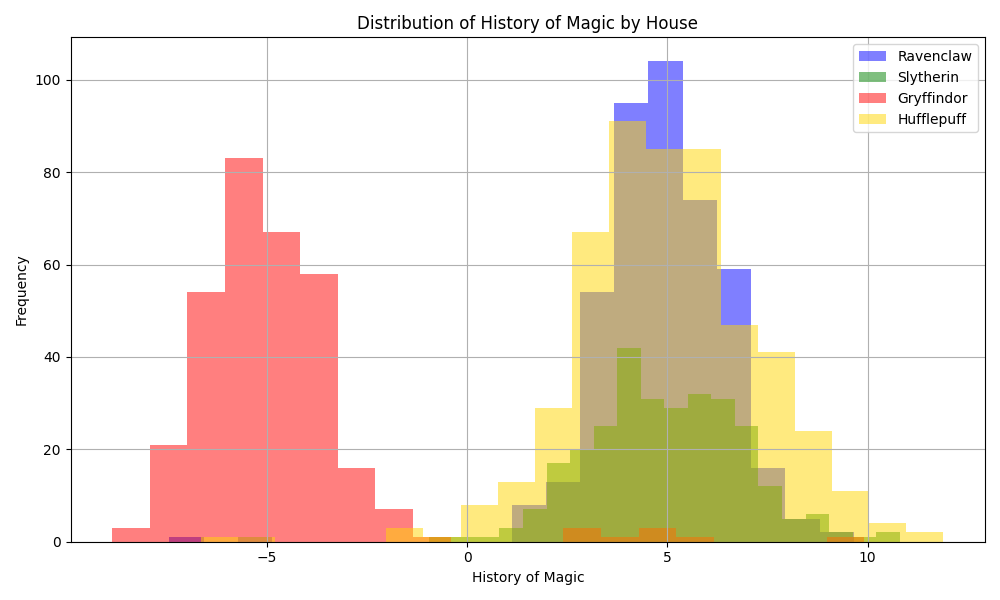 Distribution of History of Magic by House
Ravenclaw
Slytherin
Gryffindor
Hufflepuff
Frequency
100
80
60
40
20
0
−5
0
5
10
History of Magic